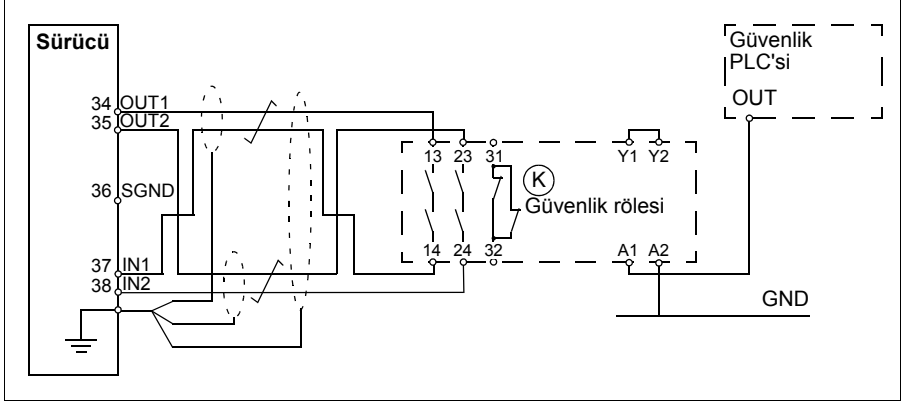 Sürücü
Güvenlik
PLC'si
OUT
34 OUT1
35 OUT2
36 SGND
37 IN1
38 IN2
13 23 31
Y1 Y2
K
Güvenlik rölesi
14 24 32
A1 A2
GND